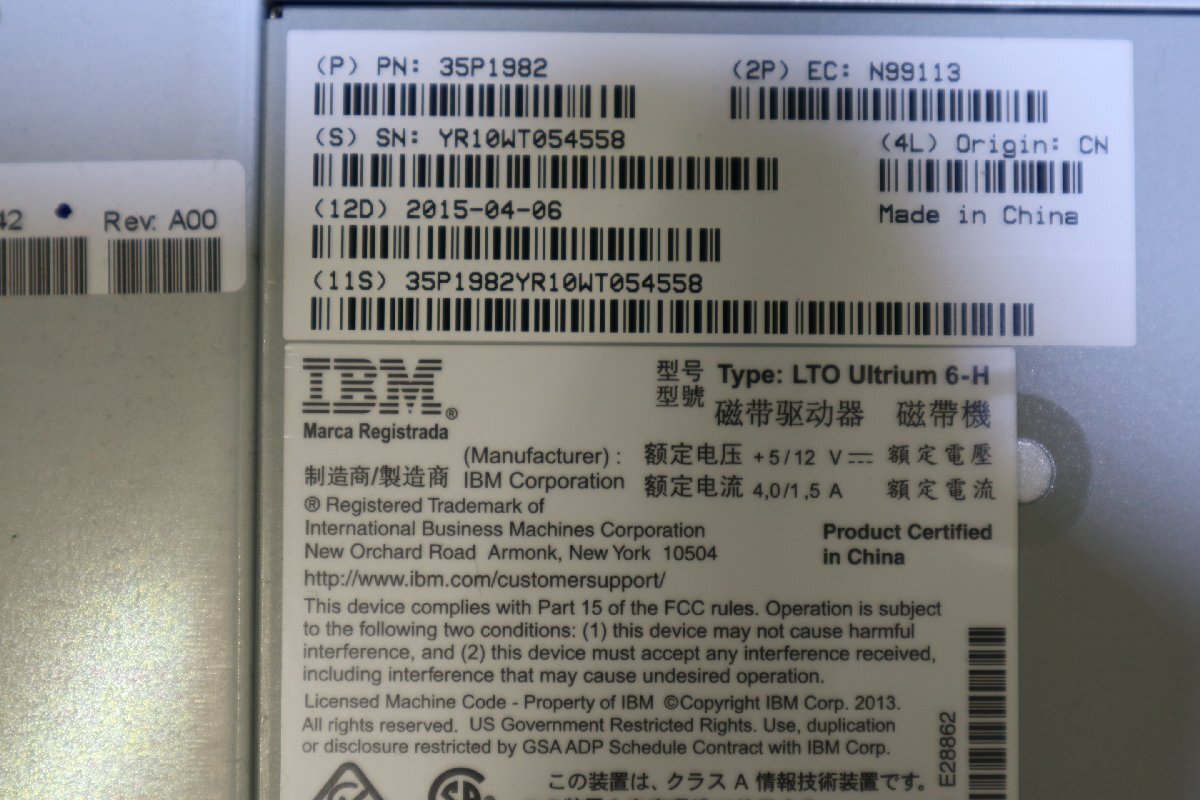 (P) PN: 35P1982
(2P) EC: N99113
(S) SN: YR10WT054558
(4L) Origin: CN
Made in China
(12D) 2015-04-06
(11S) 35P1982YR10WT054558
42
Rev: A00
IBM®
Marca Registrada
型号 Type: LTO Ultrium 6-H
型號
磁带驱动器 磁帶機
(Manufacturer) :
制造商/製造商 IBM Corporation
额定电压 +5/12 V 額定電壓
额定电流 4,0/1,5 A 額定電流
® Registered Trademark of
International Business Machines Corporation
New Orchard Road Armonk, New York 10504
http://www.ibm.com/customersupport/
Product Certified
in China
This device complies with Part 15 of the FCC rules. Operation is subject
to the following two conditions: (1) this device may not cause harmful
interference, and (2) this device must accept any interference received,
including interference that may cause undesired operation.
Licensed Machine Code - Property of IBM ©Copyright IBM Corp. 2013.
All rights reserved. US Government Restricted Rights. Use, duplication
or disclosure restricted by GSA ADP Schedule Contract with IBM Corp.
E28862
この装置は、クラス A 情報技術装置です。